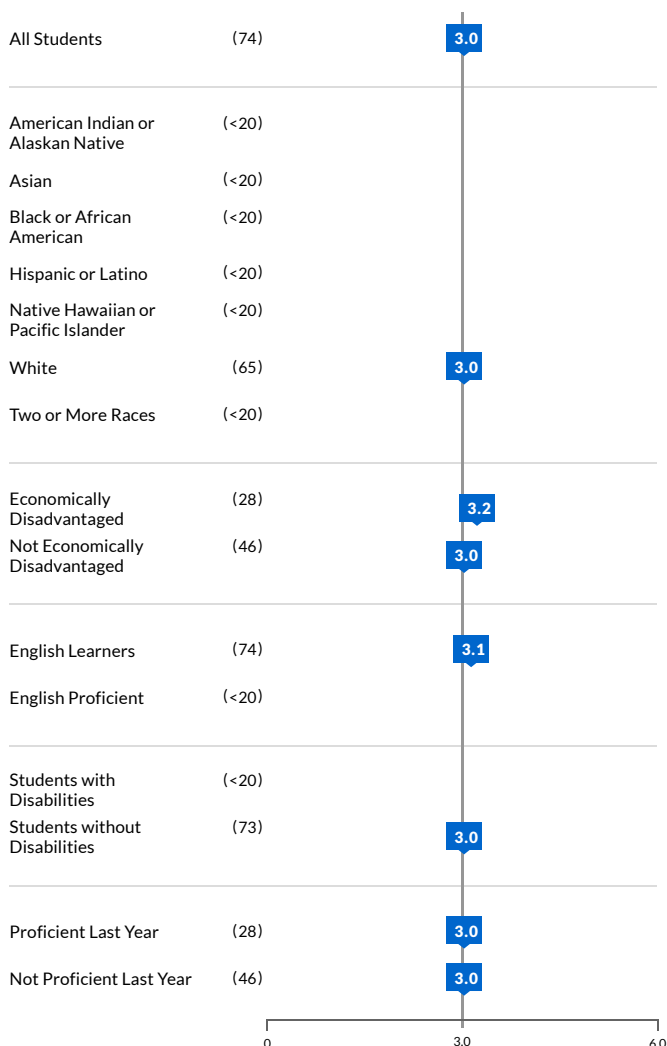 All Students (74) 3.0
American Indian or (<20)
Alaskan Native
Asian (<20)
Black or African (<20)
American
Hispanic or Latino (<20)
Native Hawaiian or (<20)
Pacific Islander
White (65) 3.0
Two or More Races (<20)
Economically (28) 3.2
Disadvantaged
Not Economically (46) 3.0
Disadvantaged
English Learners (74) 3.1
English Proficient (<20)
Students with (<20)
Disabilities
Students without (73) 3.0
Disabilities
Proficient Last Year (28) 3.0
Not Proficient Last Year (46) 3.0
0 3.0 6.0